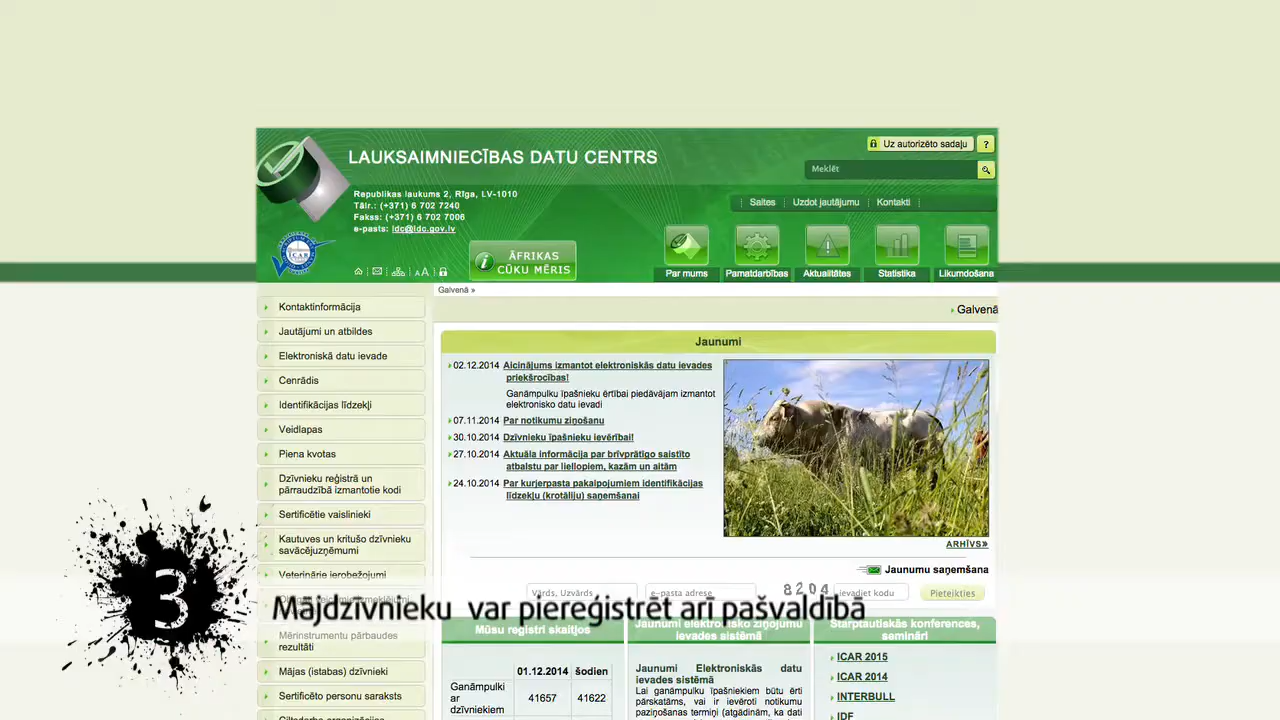 LAUKSAIMNIECĪBAS DATU CENTRS
Uz autorizēto sadaļu
?
Meklēt
Republikas laukums 2, Rīga, LV-1010
Tālr.: (+371) 6 702 7240
Fakss: (+371) 6 702 7006
e-pasts: ldc@ldc.gov.lv
Saites
Uzdot jautājumu
Kontakti
ICAR
ĀFRIKAS
CŪKU MĒRIS
AA
Par mums
Pamatdarbības
Aktualitātes
Statistika
Likumdošana
Galvenā »
Galvenā
Kontaktinformācija
Jautājumi un atbildes
Elektroniskā datu ievade
Cenrādis
Identifikācijas līdzekļi
Veidlapas
Piena kvotas
Dzīvnieku reģistrā un
pārraudzībā izmantotie kodi
Sertificētie vaislinieki
Kautuves un kritušo dzīvnieku
savācējuzņēmumi
Veterinārie ierobežojumi
Mērinstrumentu pārbaudes
rezultāti
Mājas (istabas) dzīvnieki
Sertificēto personu saraksts
Ciltsdarba organizācijas
Jaunumi
02.12.2014 Aicinājums izmantot elektroniskās datu ievades
priekšrocības!
Ganāmpulku īpašnieku ērtībai piedāvājam izmantot
elektronisko datu ievadi
07.11.2014 Par notikumu ziņošanu
30.10.2014 Dzīvnieku īpašnieku ievērībai!
27.10.2014 Aktuāla informācija par brīvprātīgo saistīto
atbalstu par liellopiem, kazām un aitām
24.10.2014 Par kurjerpasta pakalpojumiem identifikācijas
līdzekļu (krotāliju) saņemšanai
ARHĪVS»
Jaunumu saņemšana
Vārds, Uzvārds
e-pasta adrese
8204
ievadiet kodu
Pieteikties
3
Mājdzīvnieku var piereģistrēt arī pašvaldībā
Mūsu reģistri skaitļos
01.12.2014 šodien
Ganāmpulki
ar
dzīvniekiem
41657 41622
Jaunumi elektronisko ziņojumu
ievades sistēmā
Jaunumi Elektroniskās datu
ievades sistēmā
Lai ganāmpulku īpašniekiem būtu ērti
pārskatāms, vai ir ievēroti notikumu
paziņošanas termiņi (atgādinām, ka dati
Starptautiskās konferences,
semināri
ICAR 2015
ICAR 2014
INTERBULL
IDF